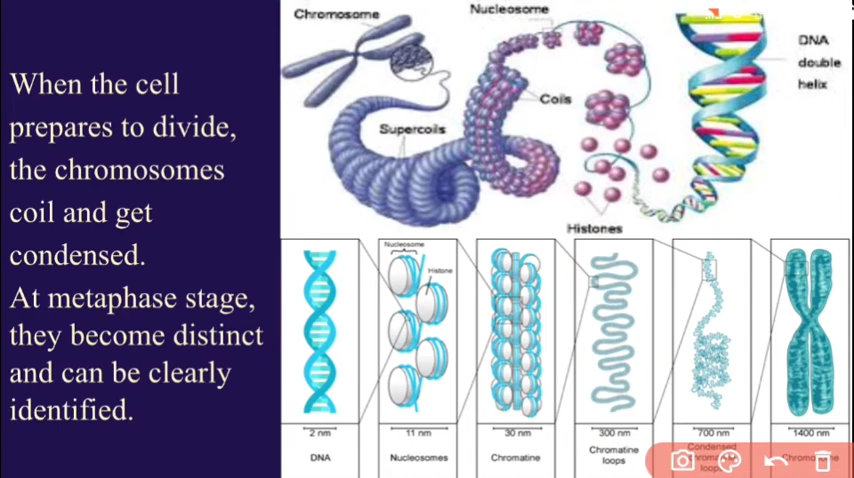 When the cell
prepares to divide,
the chromosomes
coil and get
condensed.
At metaphase stage,
they become distinct
and can be clearly
identified.
Chromosome
Nucleosome
DNA
double
helix
Coils
Supercoils
Histones
Nucleosome
Histone
2 nm
11 nm
30 nm
300 nm
700 nm
1400 nm
DNA
Nucleosomes
Chromatine
Chromatine
loops
Condensed